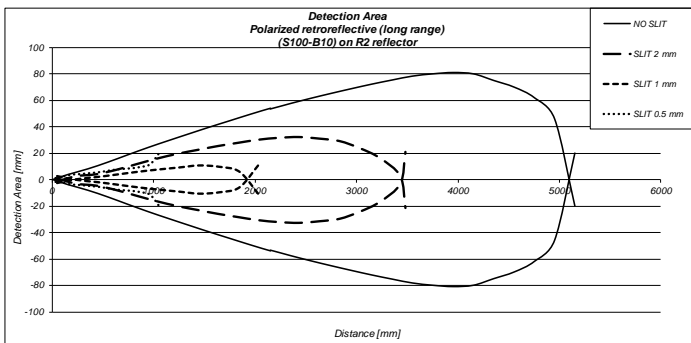 Detection Area
Polarized retroreflective (long range)
(S100-B10) on R2 reflector
NO SLIT
SLIT 2 mm
SLIT 1 mm
SLIT 0.5 mm
Detection Area [mm]
100
80
60
40
20
0
-20
-40
-60
-80
-100
0 1000 2000 3000 4000 5000 6000
Distance [mm]